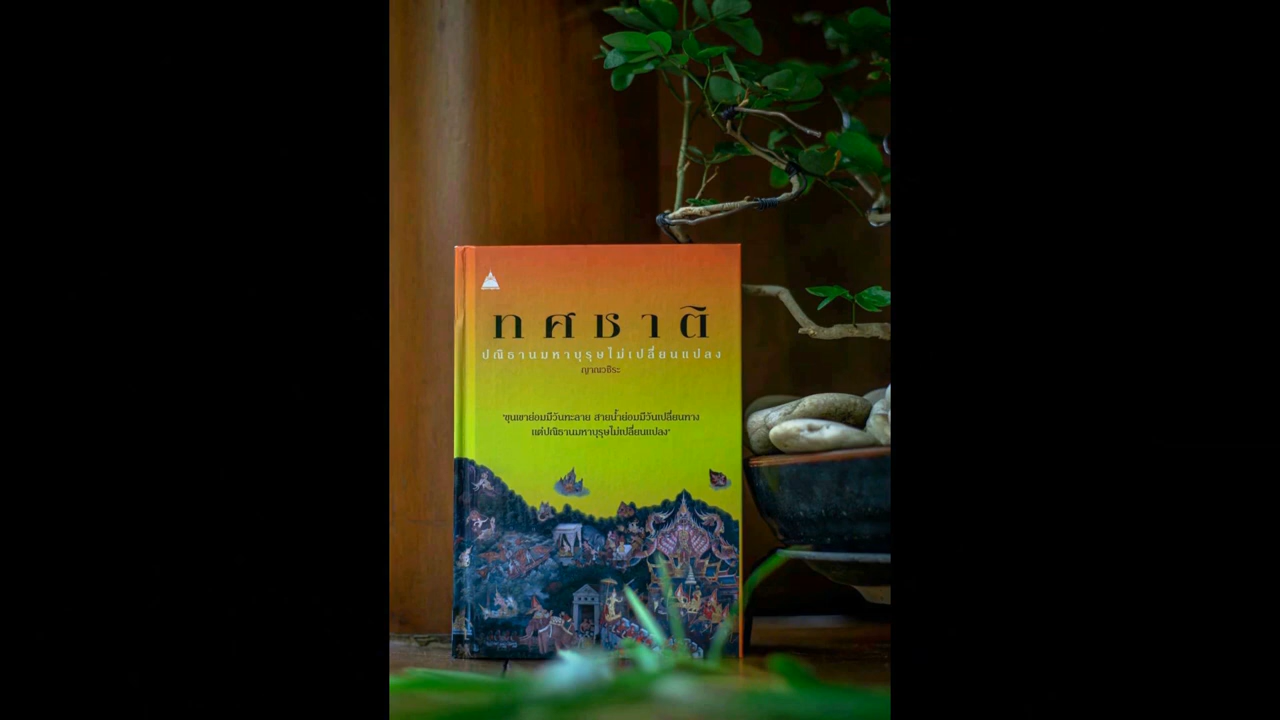 ทศชาติ
ปณิธานมหาบุรุษไม่เปลี่ยนแปลง
ญาณวชิระ
"ขุนเขาย่อมมีวันทะลาย สายน้ำย่อมมีวันเปลี่ยนทาง
แต่ปณิธานมหาบุรุษไม่เปลี่ยนแปลง"